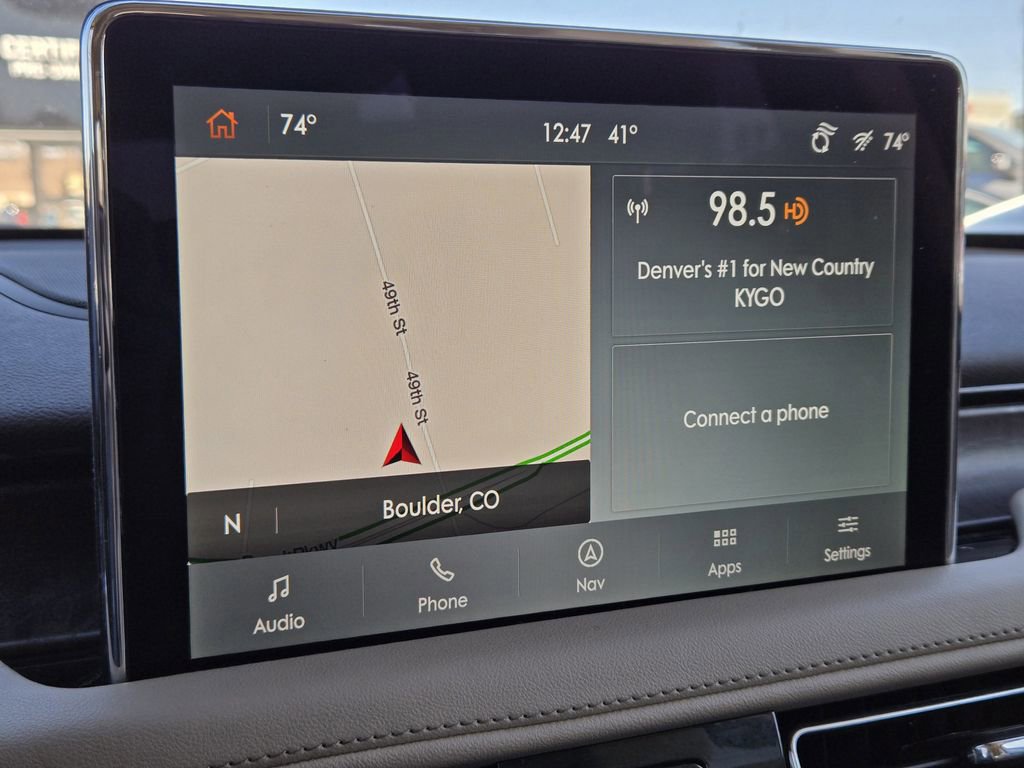 74°
12:47 41°
74°
98.5 HD
Denver's #1 for New Country
KYGO
49th St
49th St
Connect a phone
N
Boulder, CO
Audio
Phone
Nav
Apps
Settings